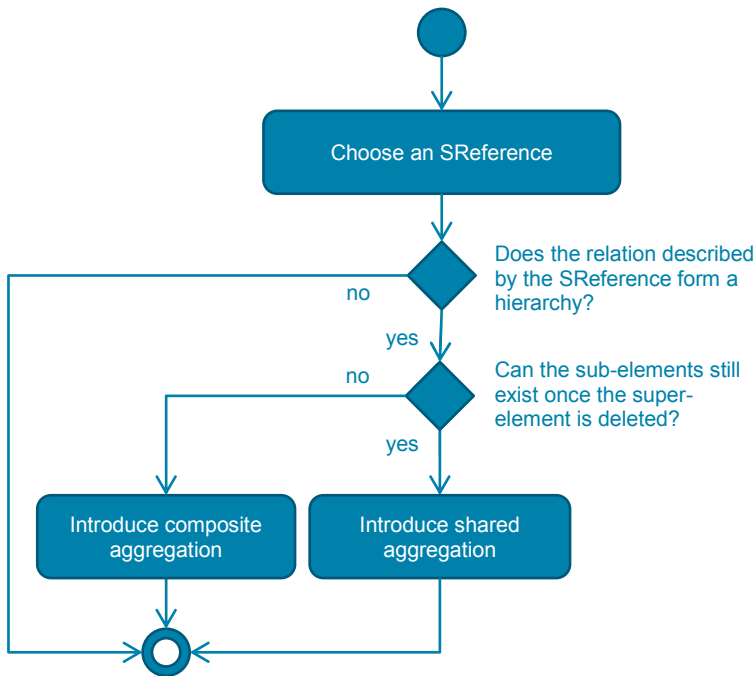 Choose an SReference
Does the relation described
by the SReference form a
hierarchy?
no
yes
Can the sub-elements still
exist once the super-
element is deleted?
no
yes
Introduce composite
aggregation
Introduce shared
aggregation